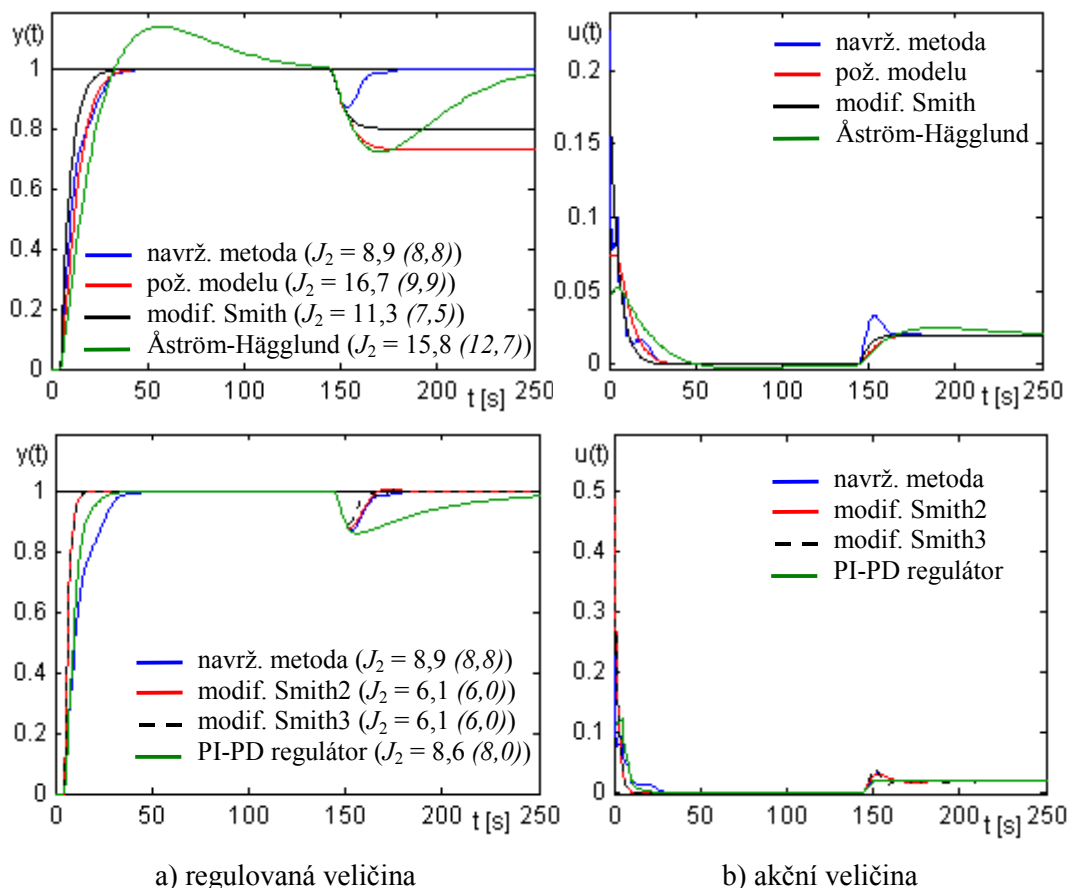 y(t)
1
0.8
0.6
0.4
0.2
0
navrž. metoda (J2 = 8,9 (8,8))
pož. modelu (J2 = 16,7 (9,9))
modif. Smith (J2 = 11,3 (7,5))
Åström-Hägglund (J2 = 15,8 (12,7))
0 50 100 150 200 250
t [s]
u(t)
0.2
0.15
0.1
0.05
0
navrž. metoda
pož. modelu
modif. Smith
Åström-Hägglund
0 50 100 150 200 250
t [s]
y(t)
1
0.8
0.6
0.4
0.2
0
navrž. metoda (J2 = 8,9 (8,8))
modif. Smith2 (J2 = 6,1 (6,0))
modif. Smith3 (J2 = 6,1 (6,0))
PI-PD regulátor (J2 = 8,6 (8,0))
0 50 100 150 200 250
t [s]
u(t)
0.5
0.4
0.3
0.2
0.1
0
navrž. metoda
modif. Smith2
modif. Smith3
PI-PD regulátor
0 50 100 150 200 250
t [s]
a) regulovaná veličina
b) akční veličina